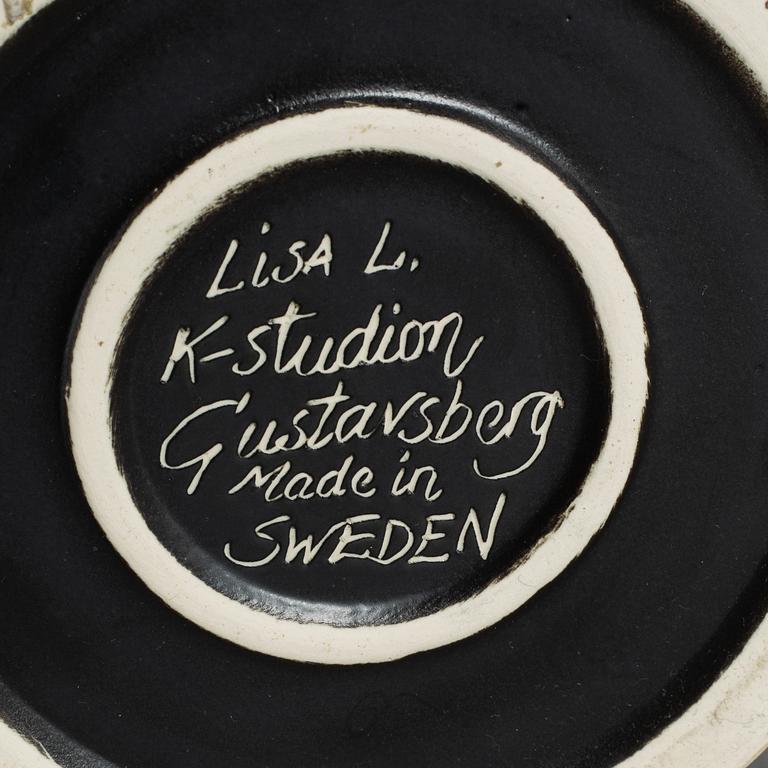 LiSA L.
K-studion
Gustavsberg
Made in
SWEDEN